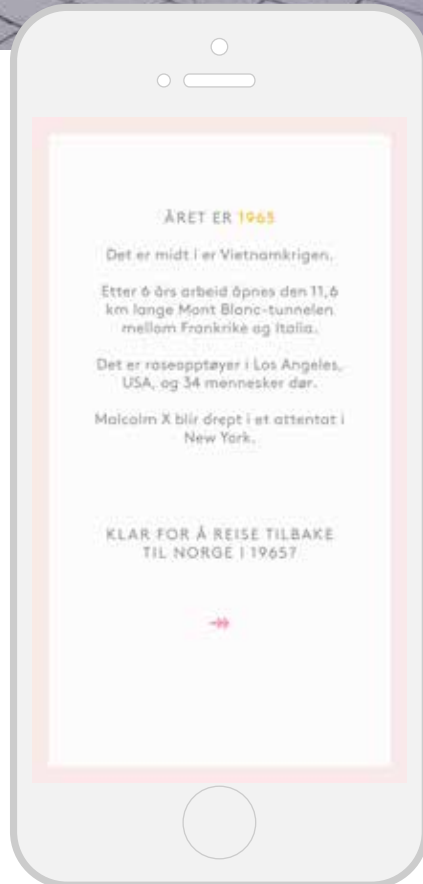 ÅRET ER 1965
Det er midt i er Vietnamkrigen.
Etter 6 års arbeid åpnes den 11,6
km lange Mont Blanc-tunnelen
mellom Frankrike og Italia.
Det er raseopptøyer i Los Angeles,
USA, og 34 mennesker dør.
Malcolm X blir drept i et attentat i
New York.
KLAR FOR Å REISE TILBAKE
TIL NORGE I 1965?